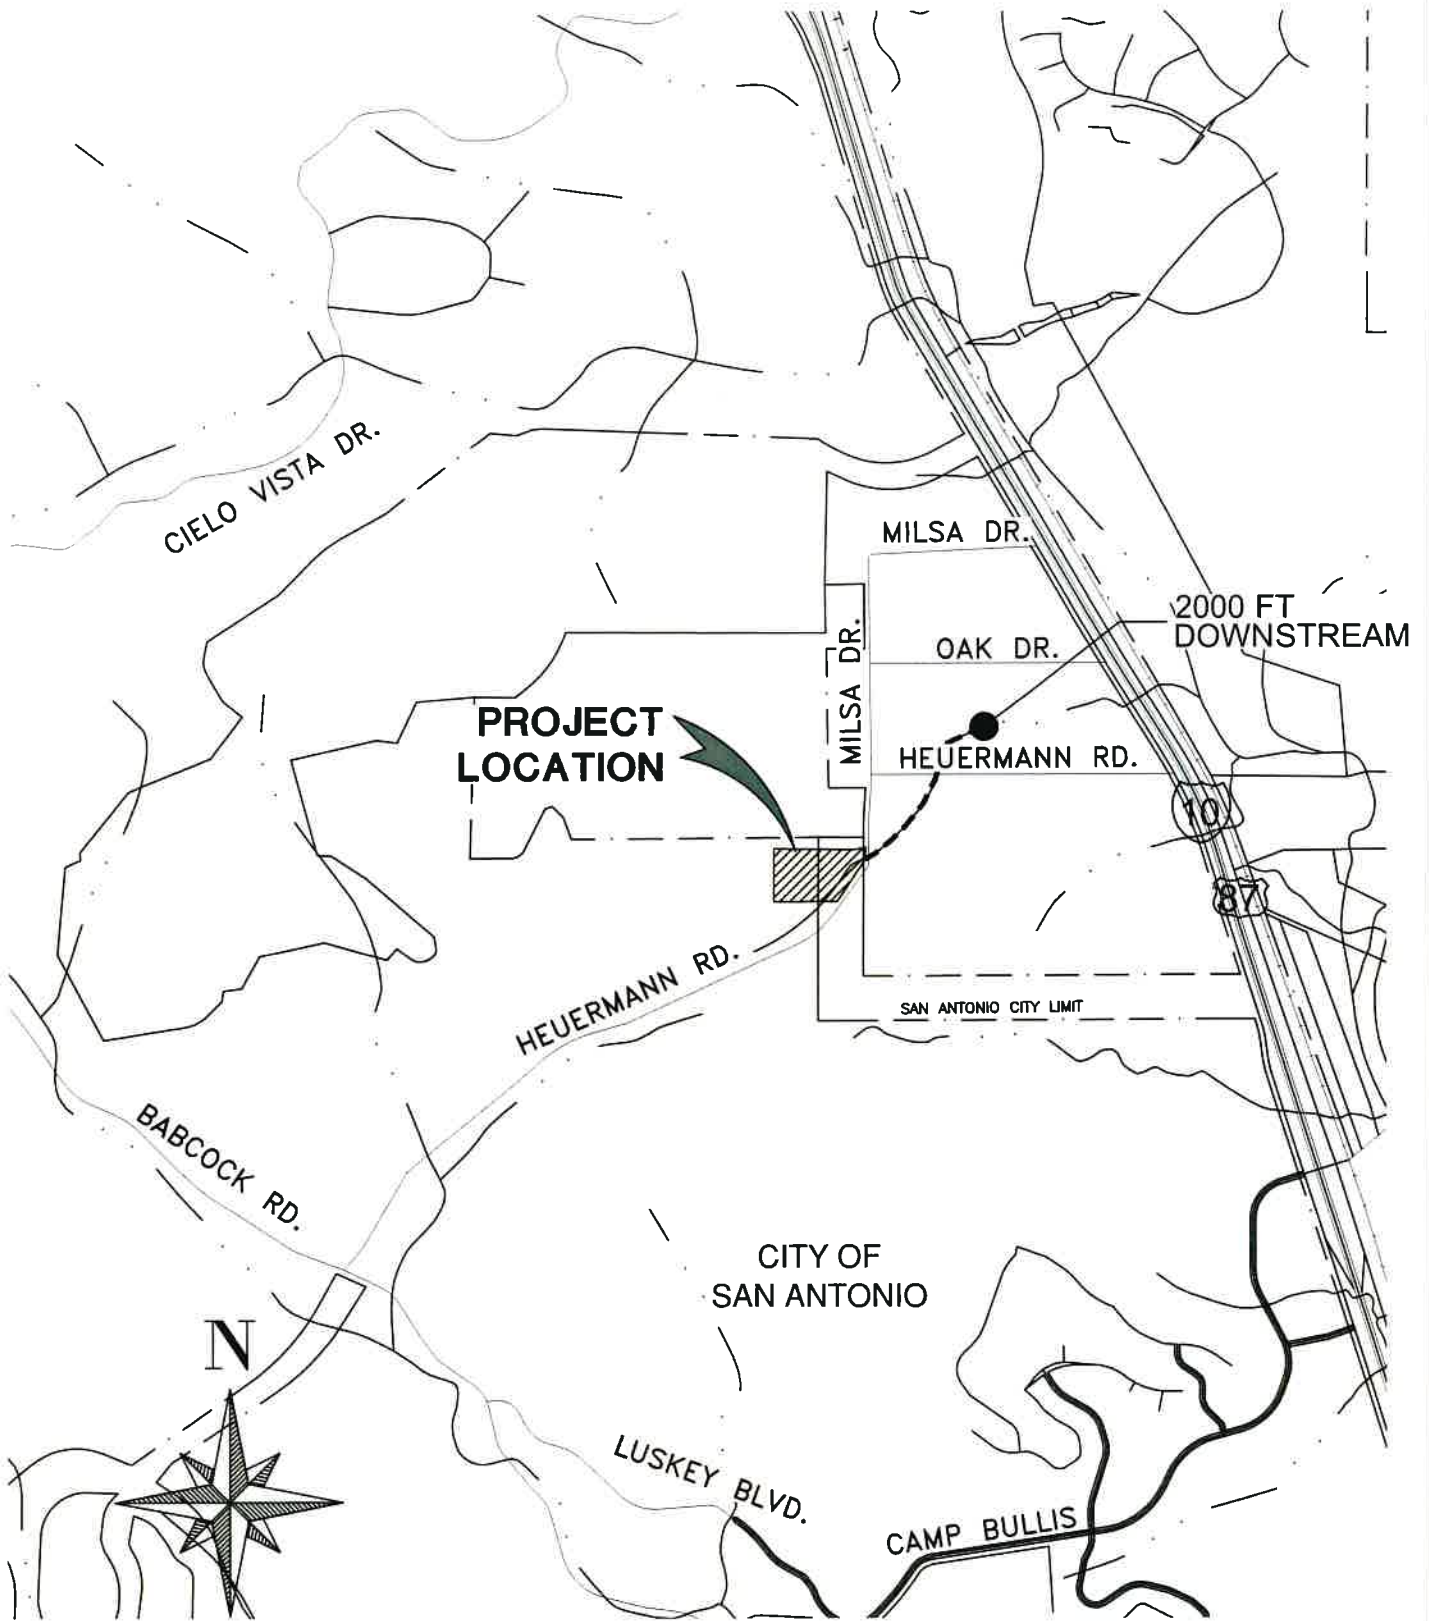 CIELO VISTA DR.
MILSA DR.
2000 FT
DOWNSTREAM
MILSA DR.
OAK DR.
PROJECT
LOCATION
HEUERMANN RD.
10
87
HEUERMANN RD.
SAN ANTONIO CITY LIMIT
BABCOCK RD.
CITY OF
SAN ANTONIO
N
LUSKEY BLVD.
CAMP BULLIS